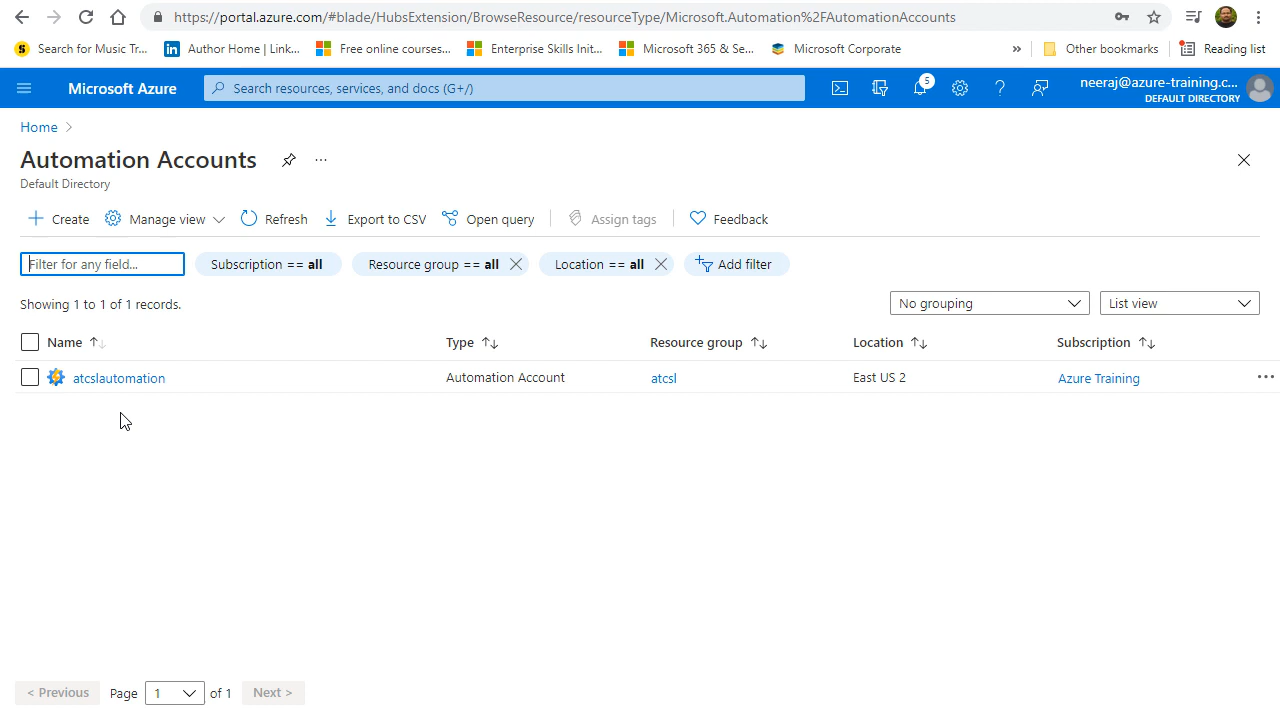 https://portal.azure.com/#blade/HubsExtension/BrowseResource/resourceType/Microsoft.Automation%2FAutomationAccounts
Search for Music Tr... Author Home | Link... Free online courses... Enterprise Skills Init... Microsoft 365 & Se... Microsoft Corporate » Other bookmarks Reading list
Microsoft Azure Search resources, services, and docs (G+/) 5 neeraj@azure-training.c...
DEFAULT DIRECTORY
Home >
Automation Accounts ...
Default Directory
Create Manage view Refresh Export to CSV Open query Assign tags Feedback
Filter for any field... Subscription == all Resource group == all Location == all Add filter
Showing 1 to 1 of 1 records. No grouping List view
Name Type Resource group Location Subscription
atcslautomation Automation Account atcsl East US 2 Azure Training ...
< Previous Page 1 of 1 Next >